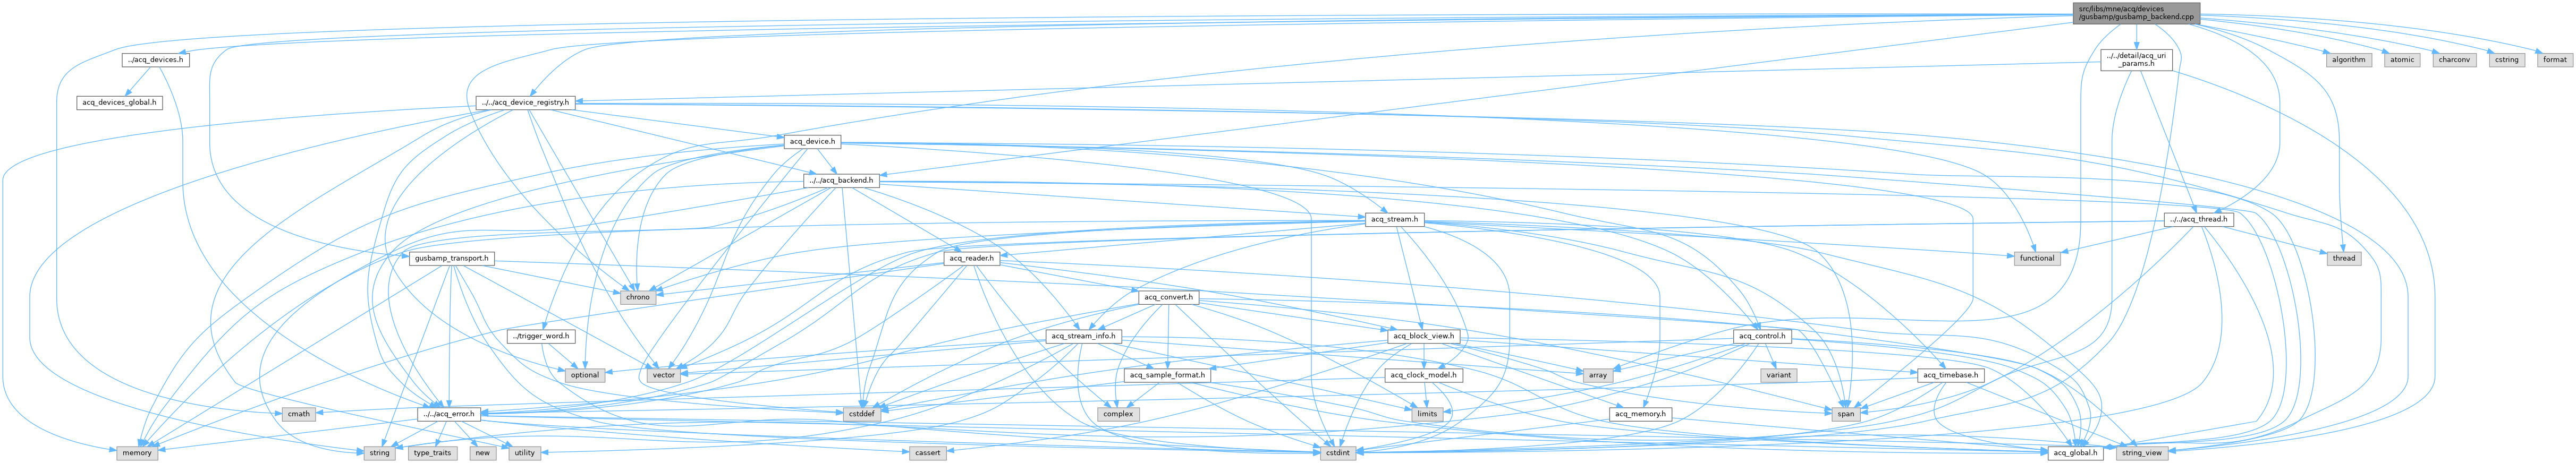 src/libs/mne/acq/devices
/gusbamp/gusbamp_backend.cpp
../acq_devices.h
../../detail/acq_uri
_params.h
algorithm
atomic
charconv
cstring
format
acq_devices_global.h
../../acq_device_registry.h
acq_device.h
../../acq_backend.h
acq_stream.h
../../acq_thread.h
gusbamp_transport.h
acq_reader.h
functional
thread
chrono
acq_convert.h
../trigger_word.h
acq_stream_info.h
acq_block_view.h
acq_control.h
optional
vector
acq_sample_format.h
acq_clock_model.h
array
variant
acq_timebase.h
cmath
../../acq_error.h
cstddef
complex
limits
acq_memory.h
span
memory
string
type_traits
new
utility
cassert
cstdint
acq_global.h
string_view